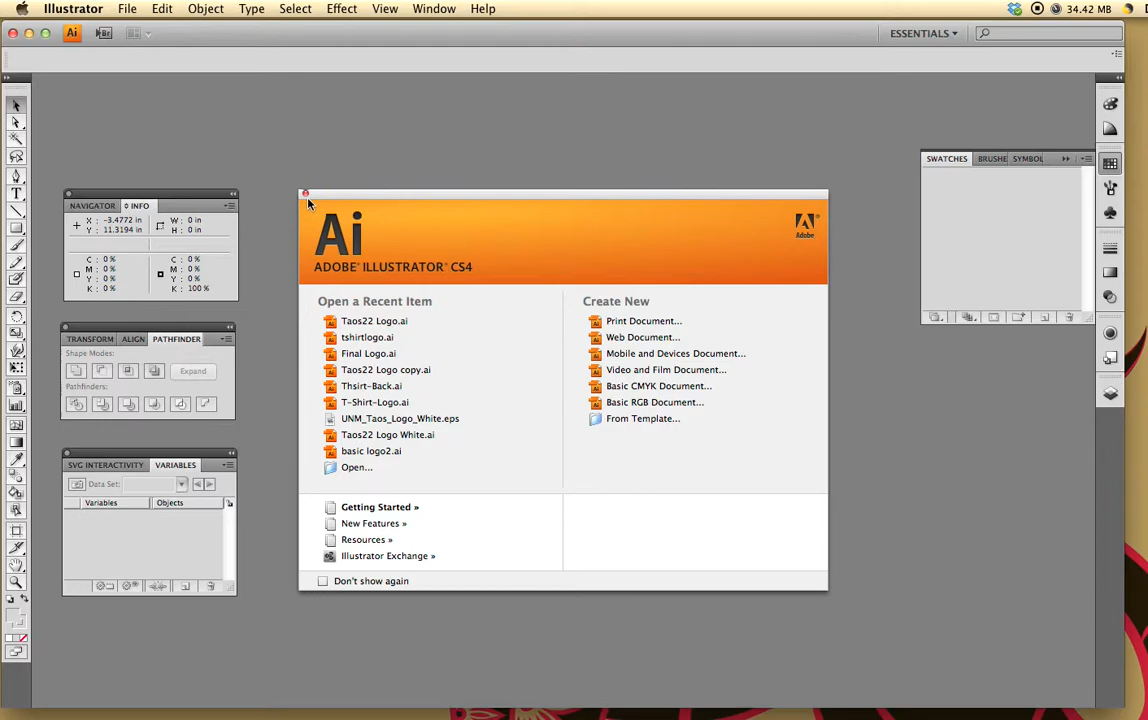 Illustrator File Edit Object Type Select Effect View Window Help 34.42 MB
Ai Br ESSENTIALS
SWATCHES BRUSHE SYMBOL
NAVIGATOR INFO
X : -3.4772 in W : 0 in
Y : 11.3194 in H : 0 in
C : 0 % C : 0 %
M : 0 % M : 0 %
Y : 0 % Y : 0 %
K : 0 % K : 100 %
TRANSFORM ALIGN PATHFINDER
Shape Modes:
Expand
Pathfinders:
SVG INTERACTIVITY VARIABLES
Data Set:
Variables Objects
Ai
Adobe
ADOBE® ILLUSTRATOR® CS4
Open a Recent Item
Taos22 Logo.ai
tshirtlogo.ai
Final Logo.ai
Taos22 Logo copy.ai
Thsirt-Back.ai
T-Shirt-Logo.ai
UNM_Taos_Logo_White.eps
Taos22 Logo White.ai
basic logo2.ai
Open...
Create New
Print Document...
Web Document...
Mobile and Devices Document...
Video and Film Document...
Basic CMYK Document...
Basic RGB Document...
From Template...
Getting Started »
New Features »
Resources »
Illustrator Exchange »
Don't show again